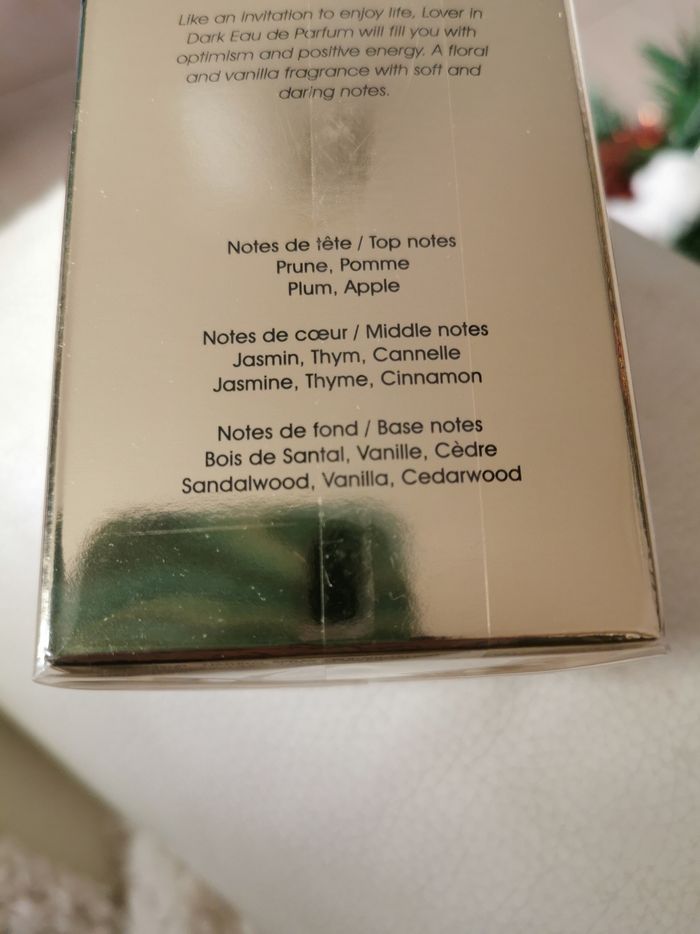 Like an invitation to enjoy life, Lover in
Dark Eau de Parfum will fill you with
optimism and positive energy. A floral
and vanilla fragrance with soft and
daring notes.
Notes de tête / Top notes
Prune, Pomme
Plum, Apple
Notes de cœur / Middle notes
Jasmin, Thym, Cannelle
Jasmine, Thyme, Cinnamon
Notes de fond / Base notes
Bois de Santal, Vanille, Cèdre
Sandalwood, Vanilla, Cedarwood